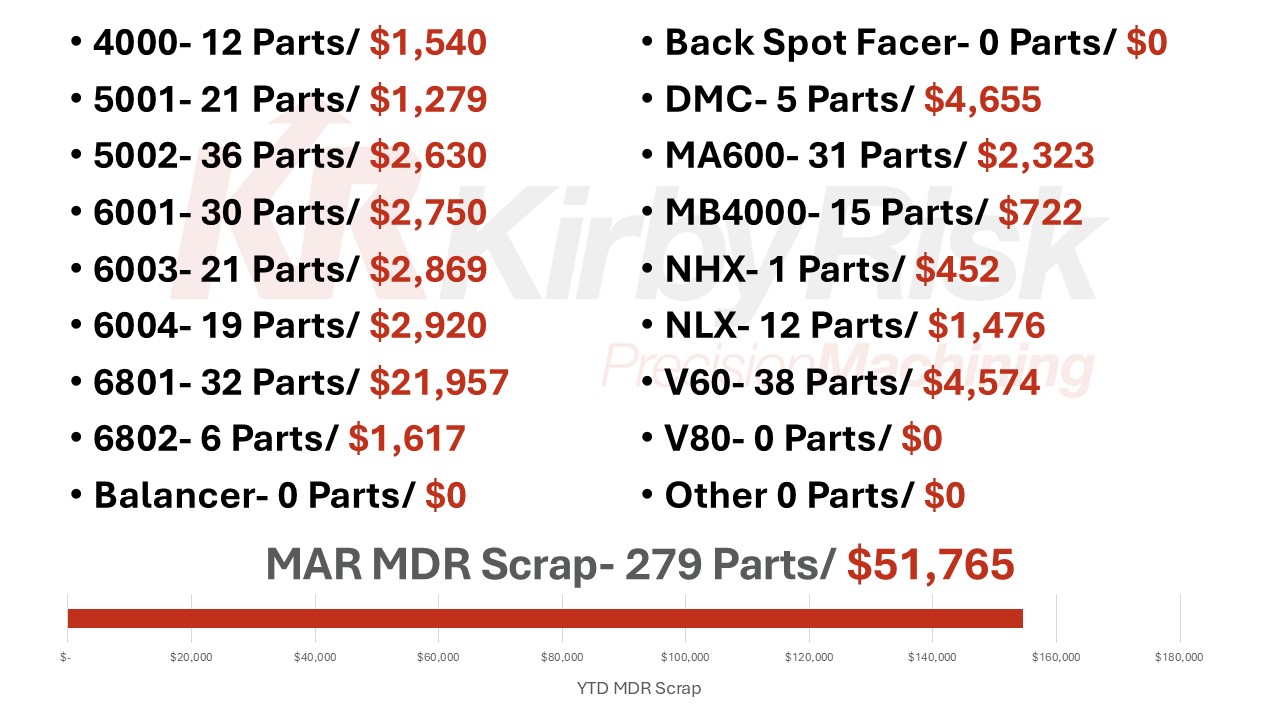 • 4000- 12 Parts/ $1,540
• 5001- 21 Parts/ $1,279
• 5002- 36 Parts/ $2,630
• 6001- 30 Parts/ $2,750
• 6003- 21 Parts/ $2,869
• 6004- 19 Parts/ $2,920
• 6801- 32 Parts/ $21,957
• 6802- 6 Parts/ $1,617
• Balancer- 0 Parts/ $0
• Back Spot Facer- 0 Parts/ $0
• DMC- 5 Parts/ $4,655
• MA600- 31 Parts/ $2,323
• MB4000- 15 Parts/ $722
• NHX- 1 Parts/ $452
• NLX- 12 Parts/ $1,476
• V60- 38 Parts/ $4,574
• V80- 0 Parts/ $0
• Other 0 Parts/ $0
KR KirbyRisk
PrecisionMachining
MAR MDR Scrap- 279 Parts/ $51,765
$- $20,000 $40,000 $60,000 $80,000 $100,000 $120,000 $140,000 $160,000 $180,000
YTD MDR Scrap